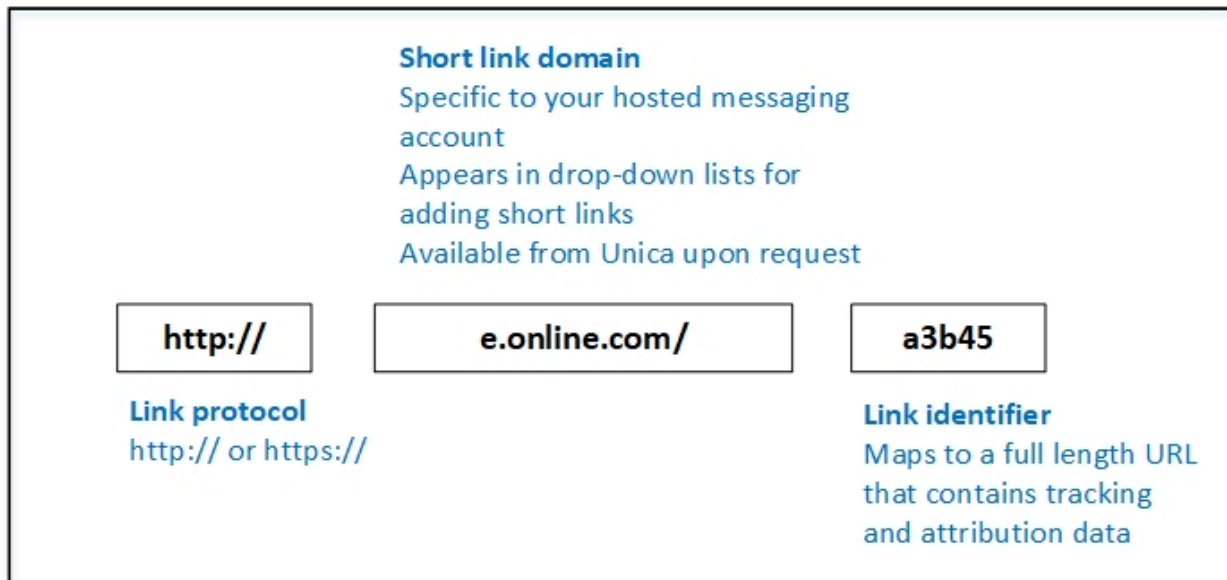 Short link domain
Specific to your hosted messaging
account
Appears in drop-down lists for
adding short links
Available from Unica upon request
http://
e.online.com/
a3b45
Link protocol
http:// or https://
Link identifier
Maps to a full length URL
that contains tracking
and attribution data